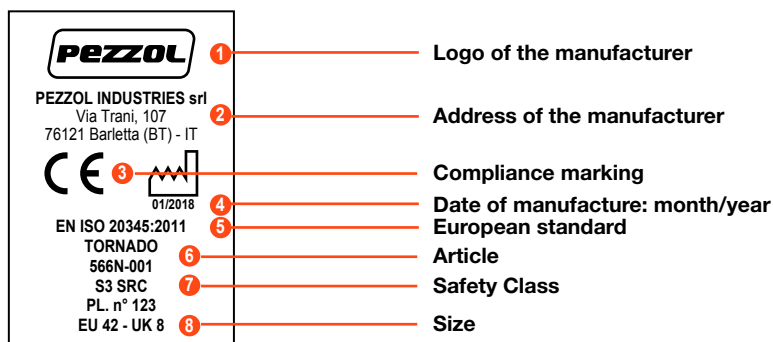 PEZZOL
1 Logo of the manufacturer
PEZZOL INDUSTRIES srl
Via Trani, 107
76121 Barletta (BT) - IT
2 Address of the manufacturer
CE
3 Compliance marking
01/2018
4 Date of manufacture: month/year
EN ISO 20345:2011
5 European standard
TORNADO
566N-001
6 Article
S3 SRC
7 Safety Class
PL. n° 123
EU 42 - UK 8
8 Size